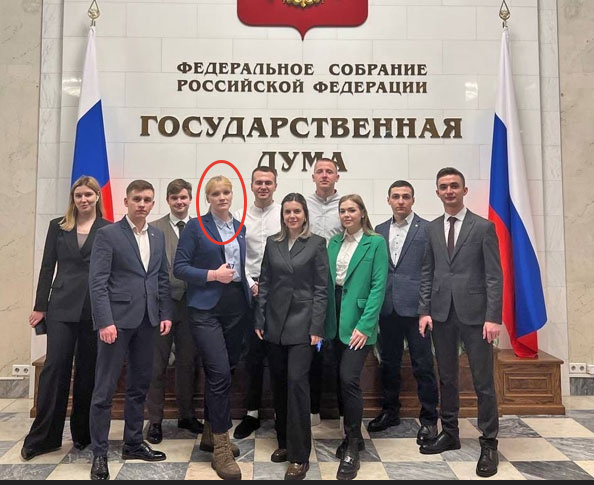 ФЕДЕРАЛЬНОЕ СОБРАНИЕ
РОССИЙСКОЙ ФЕДЕРАЦИИ
ГОСУДАРСТВЕННАЯ
ДУМА